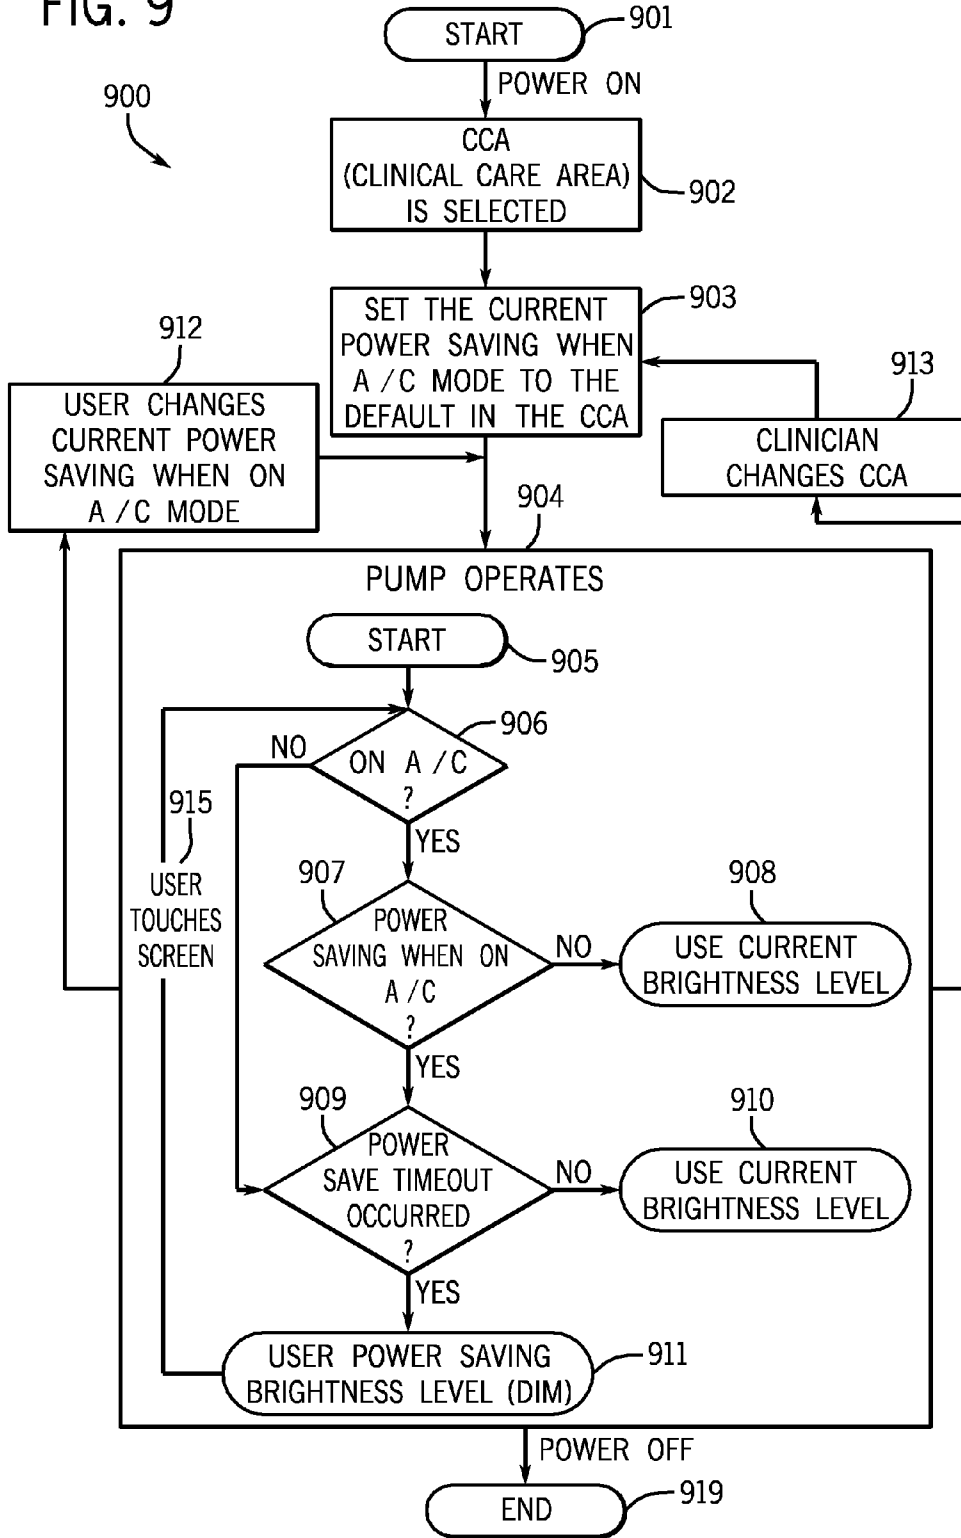 FIG. 9
START
901
POWER ON
900
CCA
(CLINICAL CARE AREA)
IS SELECTED
902
SET THE CURRENT
POWER SAVING WHEN
A/C MODE TO THE
DEFAULT IN THE CCA
903
912
USER CHANGES
CURRENT POWER
SAVING WHEN ON
A/C MODE
913
CLINICIAN
CHANGES CCA
904
PUMP OPERATES
START
905
ON A/C
?
906
NO
YES
915
USER
TOUCHES
SCREEN
907
POWER
SAVING WHEN ON
A/C
?
NO
908
USE CURRENT
BRIGHTNESS LEVEL
YES
909
POWER
SAVE TIMEOUT
OCCURRED
?
NO
910
USE CURRENT
BRIGHTNESS LEVEL
YES
USER POWER SAVING
BRIGHTNESS LEVEL (DIM)
911
POWER OFF
END
919